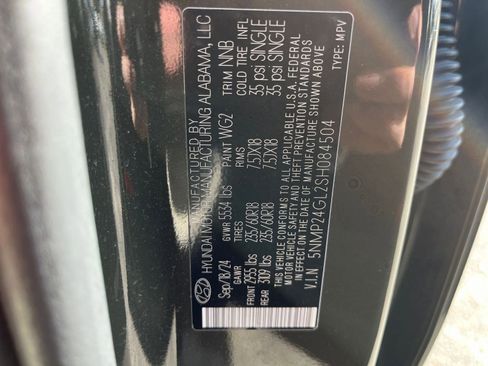 MANUFACTURED BY
HYUNDAI MOTOR MANUFACTURING ALABAMA, LLC
Sep/18/24 GVWR 5534 lbs PAINT WG2 TRIM NNB
GAWR TIRES RIMS COLD TIRE INFL
FRONT 2955 lbs 235/60R18 7.5JX18 35 psi SINGLE
REAR 3109 lbs 235/60R18 7.5JX18 35 psi SINGLE
THIS VEHICLE CONFORMS TO ALL APPLICABLE U.S.A. FEDERAL
MOTOR VEHICLE SAFETY AND THEFT PREVENTION STANDARDS
IN EFFECT ON THE DATE OF MANUFACTURE SHOWN ABOVE
V.I.N 5NMP24GL2SH084504 TYPE: MPV